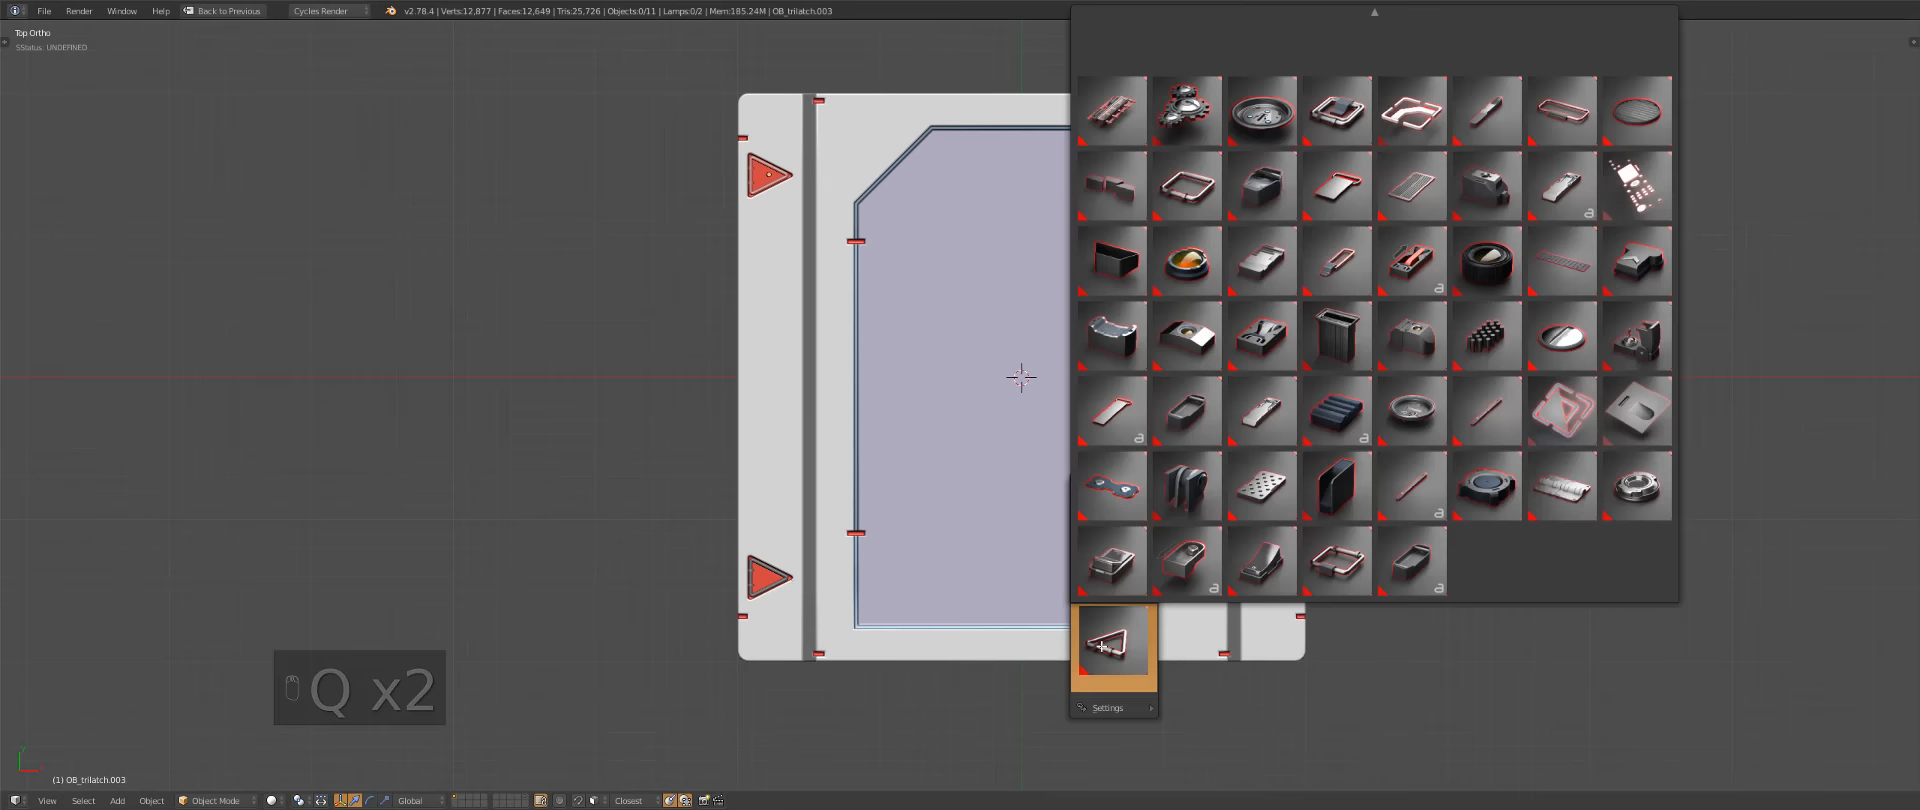 File Render Window Help Back to Previous Cycles Render v2.78.4 | Verts:12,877 | Faces:12,649 | Tris:25,726 | Objects:0/11 | Lamps:0/2 | Mem:185.24M | OB_trilatch.003
Top Ortho
SStatus: UNDEFINED
a
a
a a
a
a a
Q x2
Settings
(1) OB_trilatch.003
View Select Add Object Object Mode Global Closest